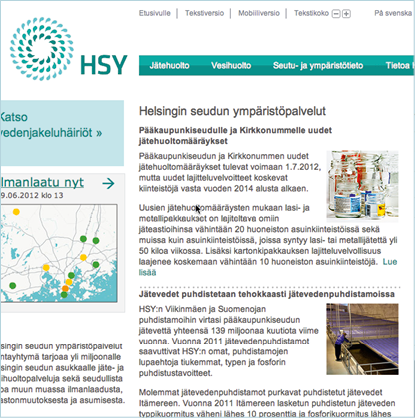 Etusivulle Tekstiversio Mobiiliversio Tekstikoko På svenska
HSY
Jätehuolto Vesihuolto Seutu- ja ympäristötieto Tietoa
Katso
vedenjakeluhäiriöt »
Ilmanlaatu nyt
9.06.2012 klo 13
singin seudun ympäristöpalvelut
ntayhtymä tarjoaa yli miljoonalle
singin seudun asukkaalle jäte- ja
ihuoltopalveluja sekä seudullista
oa muun muassa ilmanlaadusta,
astonmuutoksesta ja asumisesta.
Helsingin seudun ympäristöpalvelut
Pääkaupunkiseudulle ja Kirkkonummelle uudet
jätehuoltomääräykset
Pääkaupunkiseudun ja Kirkkonummen uudet
jätehuoltomääräykset tulevat voimaan 1.7.2012,
mutta uudet lajitteluvelvoitteet koskevat
kiinteistöjä vasta vuoden 2014 alusta alkaen.
Uusien jätehuoltomääräysten mukaan lasi- ja
metallipakkaukset on lajiteltava omiin
jäteastioihinsa vähintään 20 huoneiston asuinkiinteistöissä sekä
muissa kuin asuinkiinteistöissä, joissa syntyy lasi- tai metallijätettä yli
50 kiloa viikossa. Lisäksi kartonkipakkauksen lajitteluvelvollisuus
laajenee koskemaan vähintään 10 huoneiston asuinkiinteistöjä. Lue
lisää
Jätevedet puhdistetaan tehokkaasti jätevedenpuhdistamoissa
HSY:n Viikinmäen ja Suomenojan
puhdistamoihin virtasi pääkaupunkiseudun
jätevettä yhteensä 139 miljoonaa kuutiota viime
vuonna. Vuonna 2011 jätevedenpuhdistamot
saavuttivat HSY:n omat, puhdistamojen
lupaehtoja tiukemmat, typen ja fosforin
puhdistustavoitteet.
Molemmat jätevedenpuhdistamot purkavat puhdistetut jätevedet
Itämereen. Vuonna 2011 Itämereen lasketun puhdistetun jäteveden
typpikuormitus väheni lähes 10 prosenttia ja fosforikuormitus lähes